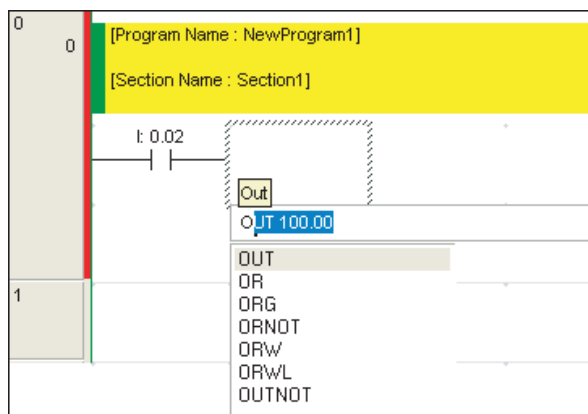 0
0
[Program Name : NewProgram1]
[Section Name : Section1]
I: 0.02
Out
OUT 100.00
OUT
OR
ORG
ORNOT
ORW
ORWL
OUTNOT
1